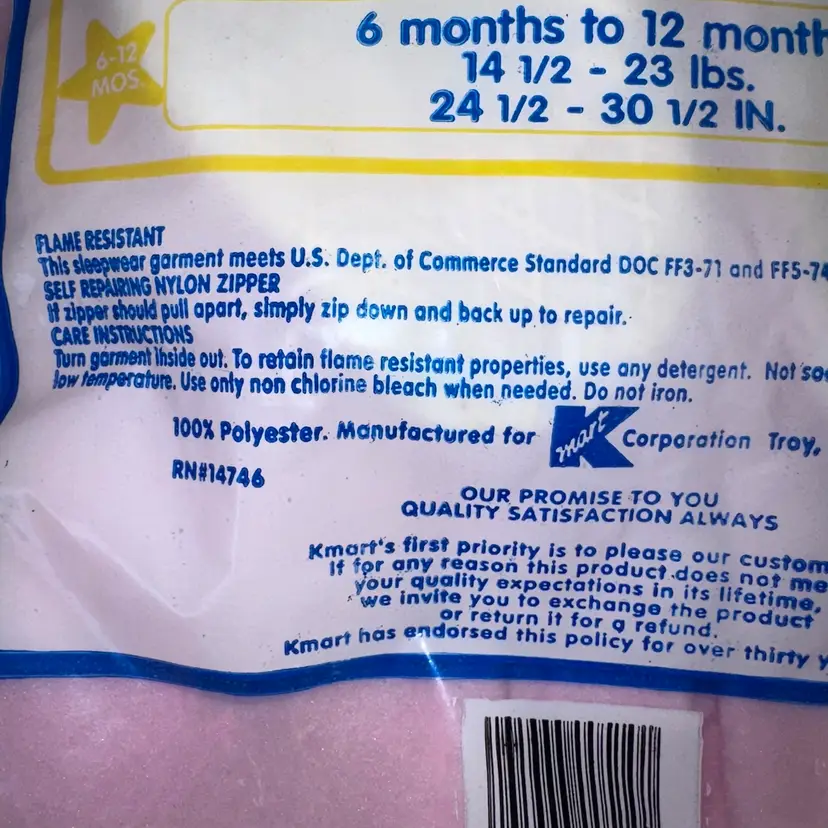 6-12
MOS.
6 months to 12 month
14 1/2 - 23 lbs.
24 1/2 - 30 1/2 IN.
FLAME RESISTANT
This sleepwear garment meets U.S. Dept. of Commerce Standard DOC FF3-71 and FF5-74
SELF REPAIRING NYLON ZIPPER
If zipper should pull apart, simply zip down and back up to repair.
CARE INSTRUCTIONS
Turn garment inside out. To retain flame resistant properties, use any detergent. Not so
low temperature. Use only non chlorine bleach when needed. Do not iron.
100% Polyester. Manufactured for Kmart Corporation Troy,
RN#14746
OUR PROMISE TO YOU
QUALITY SATISFACTION ALWAYS
Kmart's first priority is to please our custom
If for any reason this product does not me
your quality expectations in its lifetime,
we invite you to exchange the product
or return it for a refund.
Kmart has endorsed this policy for over thirty y